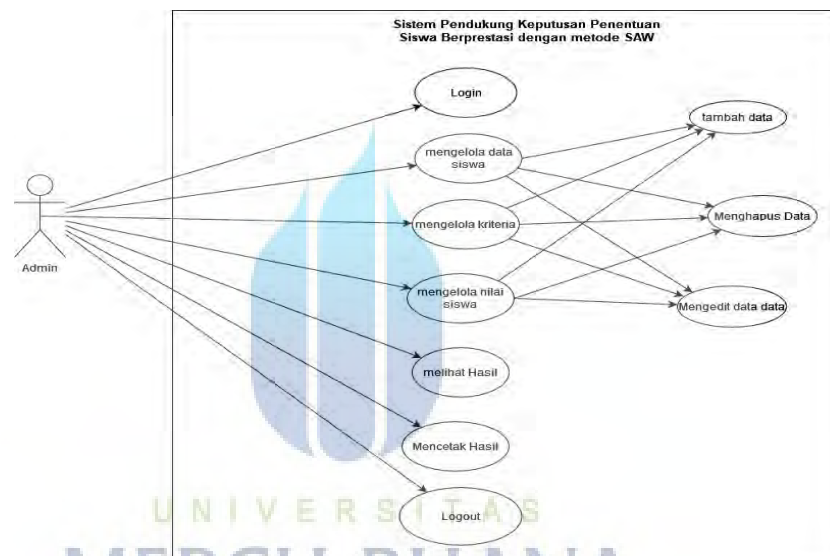 Sistem Pendukung Keputusan Penentuan
Siswa Berprestasi dengan metode SAW
Login
tambah data
mengelola data
siswa
Menghapus Data
mengelola kriteria
Admin
mengelola nilai
siswa
Mengedit data data
melihat Hasil
Mencetak Hasil
Logout
UNIVERSITAS
MERCU BUANA